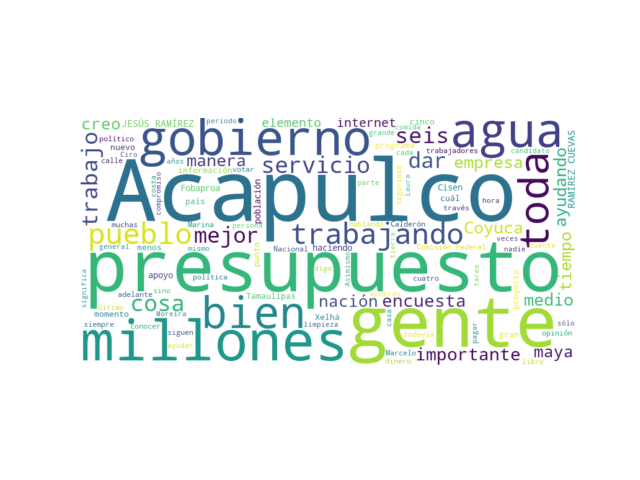 creo JESÚS RAMÍREZ periodo elemento internet cinco comida
político nuevo Ciro calle
gobierno
grande seis agua
trabajo
años manera votar
información servicio
programa trabajadores candidato
cada dar empresa
Acapulco
toda
ayudando
RAMÍREZ CUEVAS
costa compromiso Fobaproa
país
población
parte seguridad Laura
Cisen
cuál través hora
pueblo mejor
muchas Marina persona
trabajando
hablando Calderón
Coyuca
veces nadie cuenta
tiempo
general menos mismo política punto Nacional haciendo
Comisión Federal
presupuesto
significa
apoyo digo Asimismo cuatro tarea proyecto
adelante sino
último momento siempre
cosa
Tamaulipas
bien
nación encuesta
medio
Moreira
conocer siguen ayudar
Xelhá
limpieza
casa
todavía
pagar gran sólo opinión
millones
gente
Marcelo dinero
importante
libre
maya